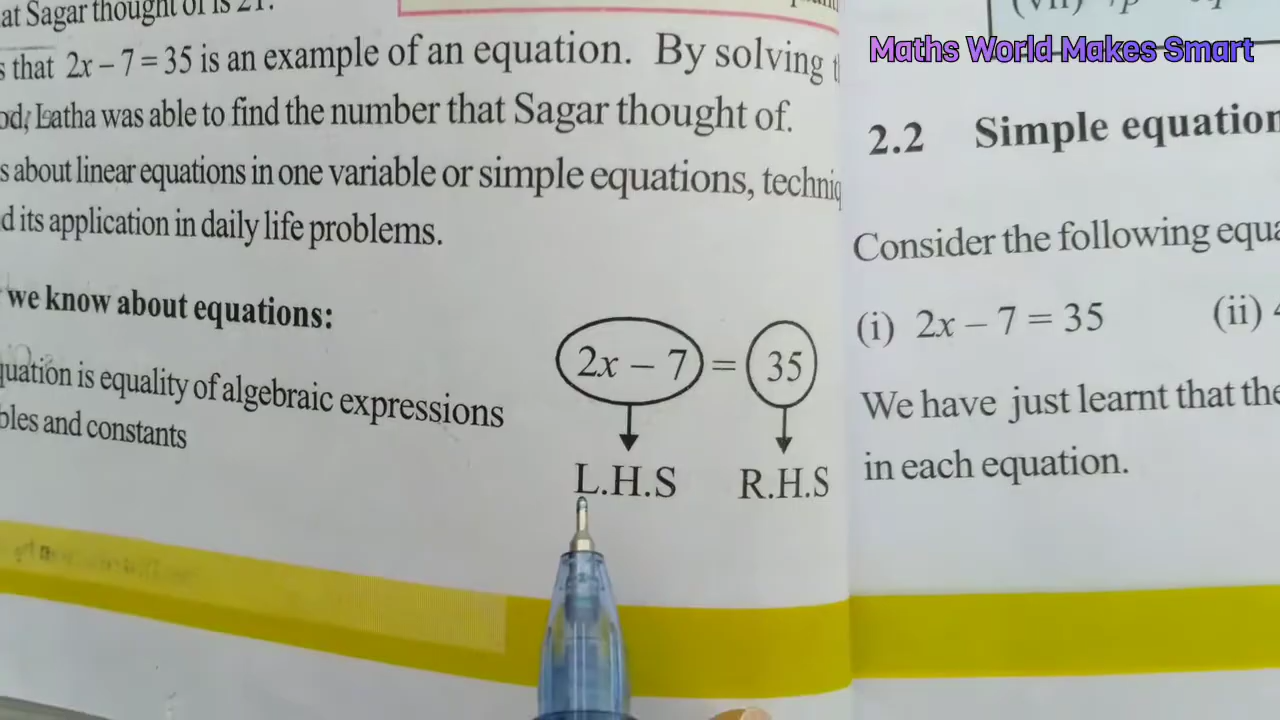 at Sagar thought of is 21.
s that 2x – 7 = 35 is an example of an equation. By solving
od, Latha was able to find the number that Sagar thought of.
s about linear equations in one variable or simple equations, techniq
d its application in daily life problems.
we know about equations:
quation is equality of algebraic expressions
bles and constants
2x – 7 = 35
L.H.S R.H.S
Maths World Makes Smart
2.2 Simple equation
Consider the following equa
(i) 2x – 7 = 35 (ii) 4
We have just learnt that the
in each equation.